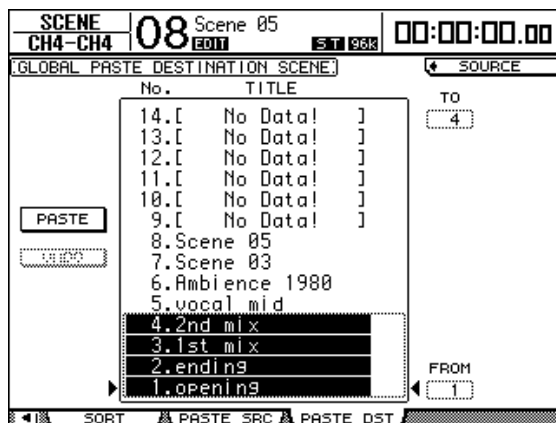 SCENE
CH4-CH4
08 Scene 05
EDIT ST 96K
00:00:00.00
GLOBAL PASTE DESTINATION SCENE
SOURCE
No. TITLE
TO
4
14.[ No Data! ]
13.[ No Data! ]
12.[ No Data! ]
11.[ No Data! ]
10.[ No Data! ]
9.[ No Data! ]
8.Scene 05
7.Scene 03
6.Ambience 1980
5.vocal mid
4.2nd mix
3.1st mix
2.ending
1.opening
PASTE
UNDO
FROM
1
SORT
PASTE SRC
PASTE DST